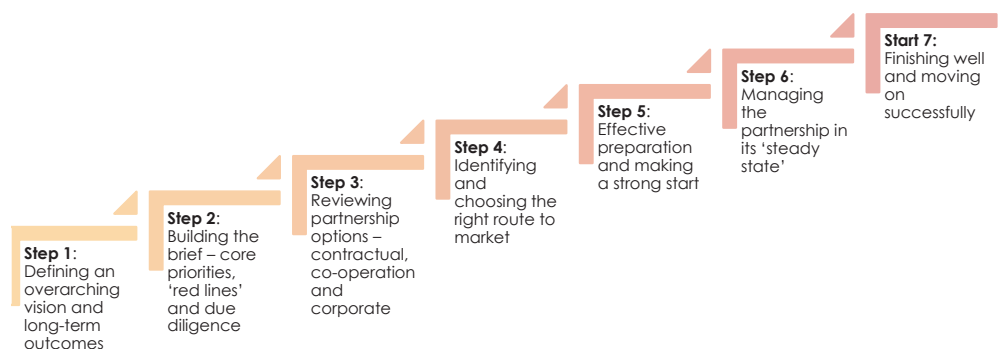 Step 1:
Defining an
overarching
vision and
long-term
outcomes
Step 2:
Building the
brief – core
priorities,
‘red lines’
and due
diligence
Step 3:
Reviewing
partnership
options –
contractual,
co-operation
and
corporate
Step 4:
Identifying
and
choosing the
right route to
market
Step 5:
Effective
preparation
and making
a strong start
Step 6:
Managing
the
partnership in
its ‘steady
state’
Start 7:
Finishing well
and moving
on
successfully